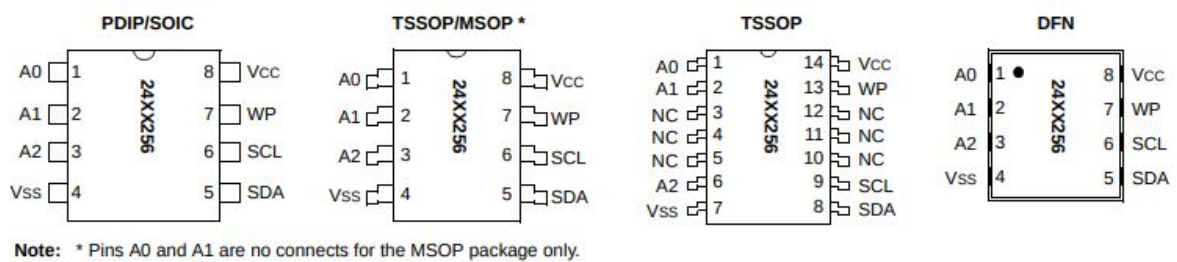 PDIP/SOIC
A0 1 8 VCC
A1 2 7 WP
A2 3 6 SCL
VSS 4 5 SDA
24XX256
TSSOP/MSOP *
A0 1 8 VCC
A1 2 7 WP
A2 3 6 SCL
VSS 4 5 SDA
24XX256
TSSOP
A0 1 14 VCC
A1 2 13 WP
NC 3 12 NC
NC 4 11 NC
NC 5 10 NC
A2 6 9 SCL
VSS 7 8 SDA
24XX256
DFN
A0 1 8 VCC
A1 2 7 WP
A2 3 6 SCL
VSS 4 5 SDA
24XX256
Note: * Pins A0 and A1 are no connects for the MSOP package only.